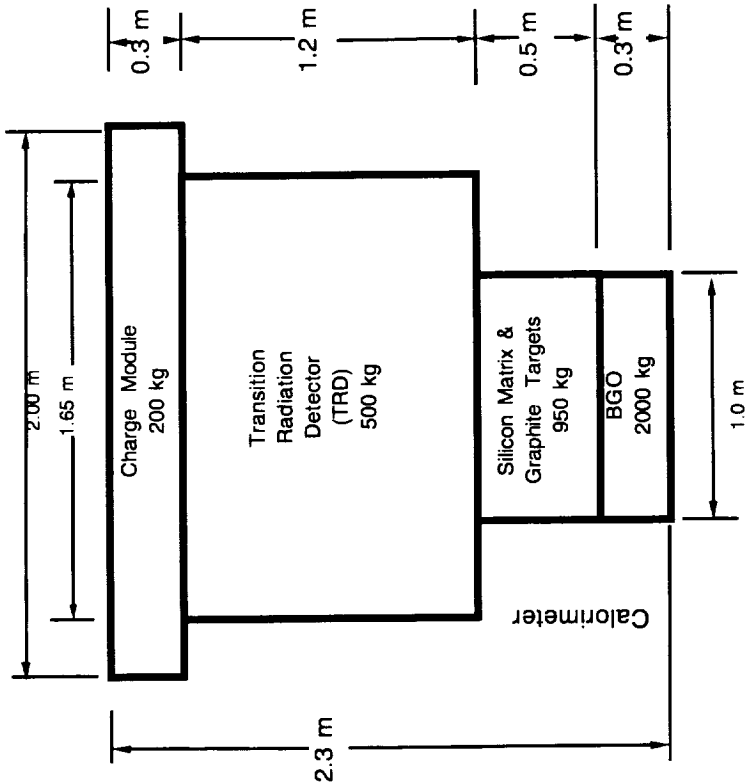 2.00 m
1.65 m
Charge Module
200 kg
Transition
Radiation
Detector
(TRD)
500 kg
Silicon Matrix &
Graphite Targets
950 kg
BGO
2000 kg
0.3 m
1.2 m
0.5 m
0.3 m
2.3 m
Calorimeter
1.0 m